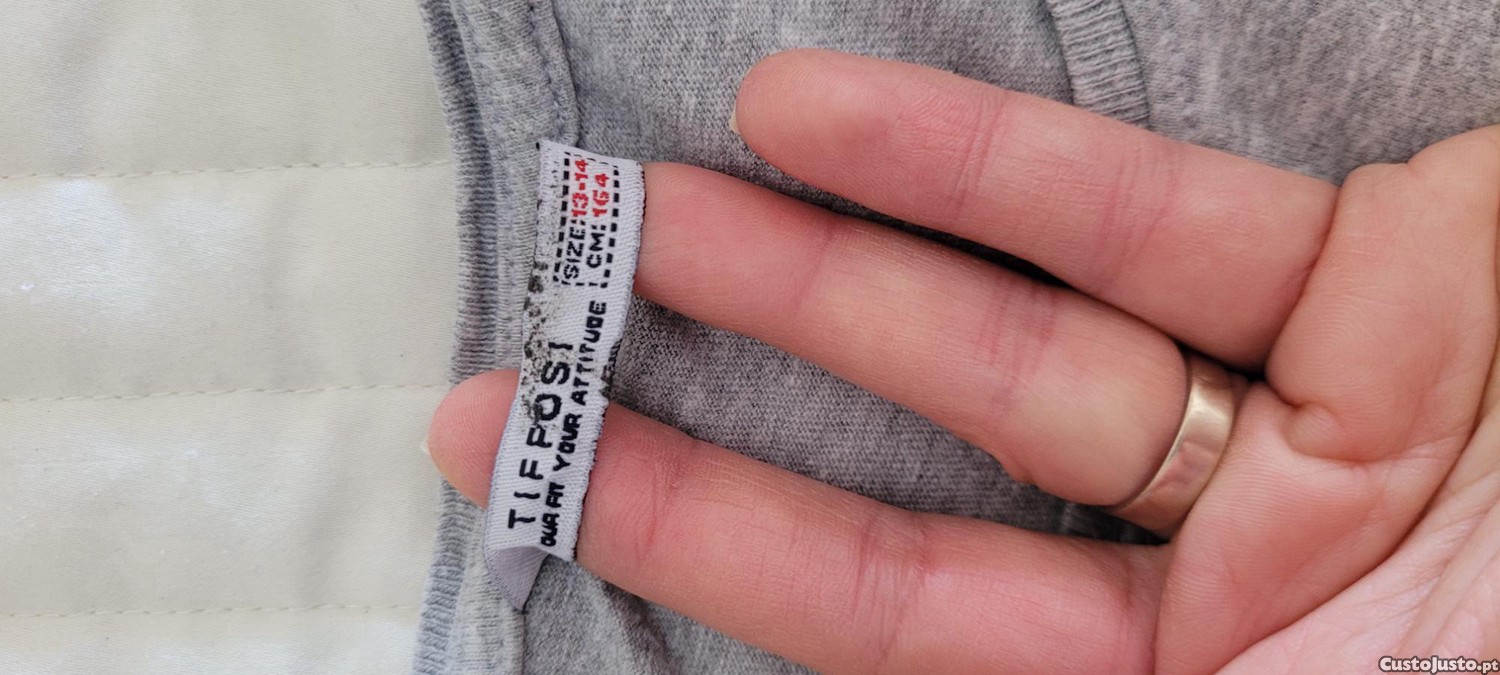 TIFFOSI
OUR FIT YOUR ATTITUDE
SIZE: 13-14
CM: 164
CustoJusto.pt